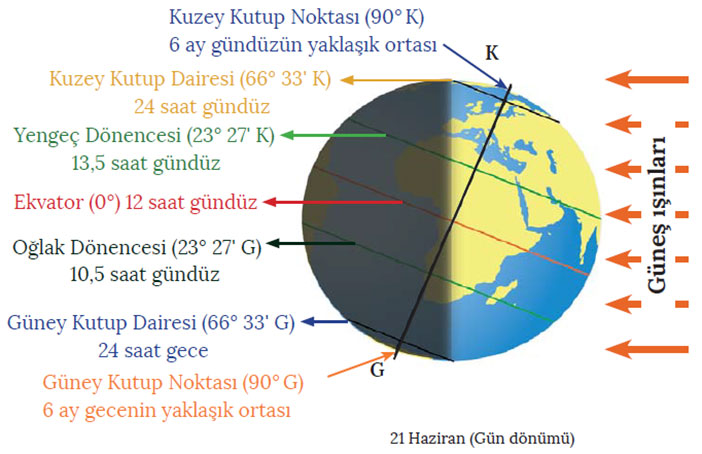 Kuzey Kutup Noktası (90° K)
6 ay gündüzün yaklaşık ortası
K
Kuzey Kutup Dairesi (66° 33' K)
24 saat gündüz
Yengeç Dönencesi (23° 27' K)
13,5 saat gündüz
Ekvator (0°) 12 saat gündüz
Oğlak Dönencesi (23° 27' G)
10,5 saat gündüz
Güney Kutup Dairesi (66° 33' G)
24 saat gece
G
Güney Kutup Noktası (90° G)
6 ay gecenin yaklaşık ortası
Güneş ışınları
21 Haziran (Gün dönümü)